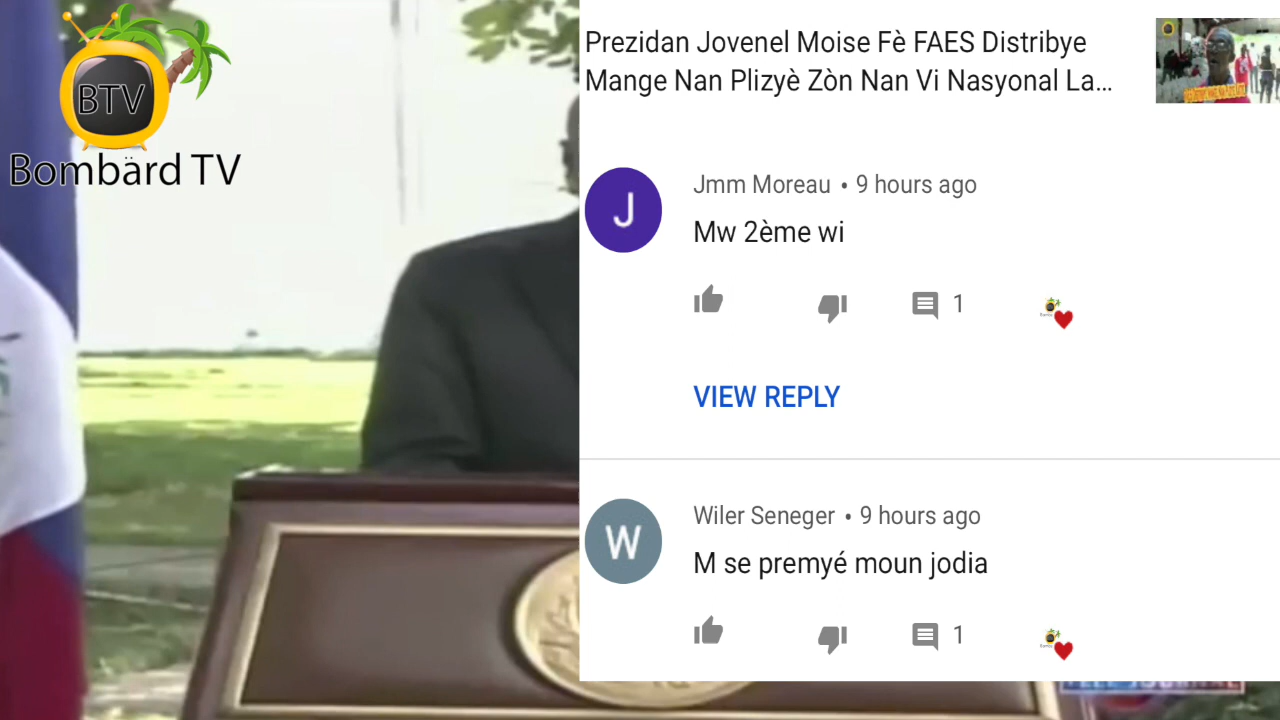 BTV
Bombärd TV
Prezidan Jovenel Moise Fè FAES Distribye
Mange Nan Plizyè Zòn Nan Vi Nasyonal La...
J
Jmm Moreau • 9 hours ago
Mw 2ème wi
1
VIEW REPLY
W
Wiler Seneger • 9 hours ago
M se premyé moun jodia
1